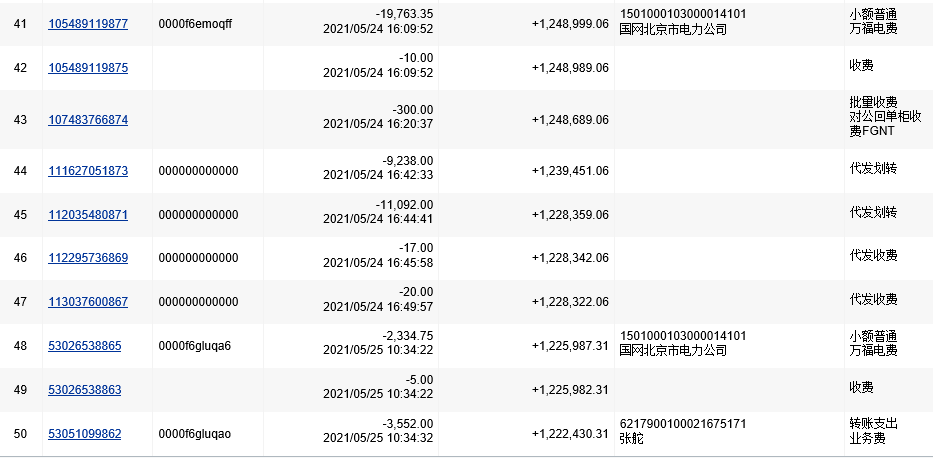 41 105489119877 0000f6emoqff -19,763.35 +1,248,999.06 1501000103000014101 小额普通
2021/05/24 16:09:52 国网北京市电力公司 万福电费
42 105489119875 -10.00 +1,248,989.06 收费
2021/05/24 16:09:52
43 107483766874 -300.00 +1,248,689.06 批量收费
2021/05/24 16:20:37 对公回单柜收
费FGNT
44 111627051873 000000000000 -9,238.00 +1,239,451.06 代发划转
2021/05/24 16:42:33
45 112035480871 000000000000 -11,092.00 +1,228,359.06 代发划转
2021/05/24 16:44:41
46 112295736869 000000000000 -17.00 +1,228,342.06 代发收费
2021/05/24 16:45:58
47 113037600867 000000000000 -20.00 +1,228,322.06 代发收费
2021/05/24 16:49:57
48 53026538865 0000f6gluqa6 -2,334.75 +1,225,987.31 1501000103000014101 小额普通
2021/05/25 10:34:22 国网北京市电力公司 万福电费
49 53026538863 -5.00 +1,225,982.31 收费
2021/05/25 10:34:22
50 53051099862 0000f6gluqao -3,552.00 +1,222,430.31 6217900100021675171 转账支出
2021/05/25 10:34:32 张舵 业务费